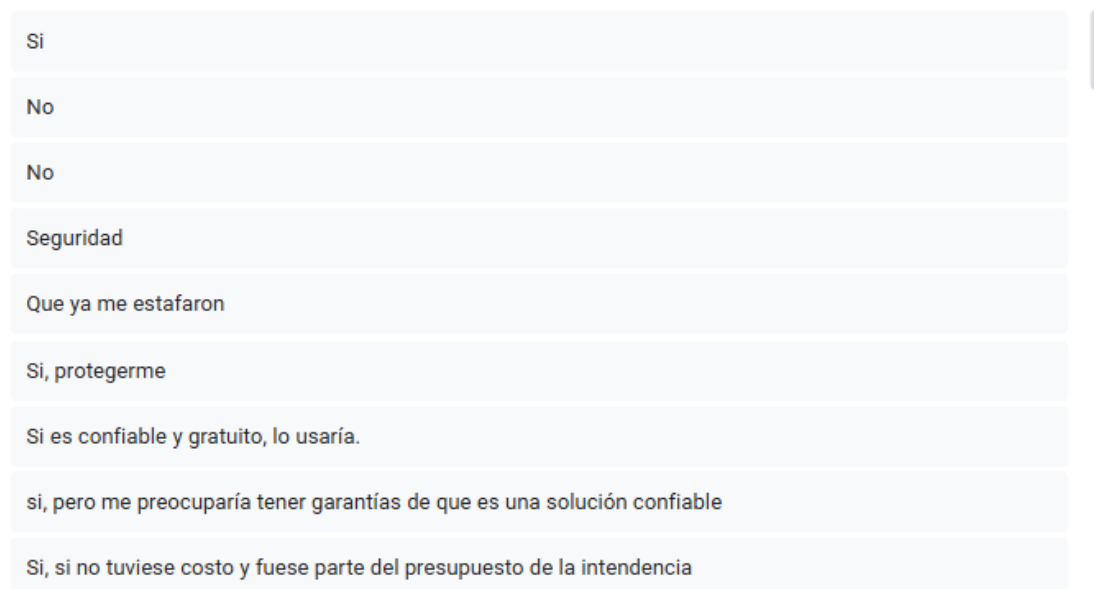 Si
No
No
Seguridad
Que ya me estafaron
Si, protegerme
Si es confiable y gratuito, lo usaría.
si, pero me preocuparía tener garantías de que es una solución confiable
Si, si no tuviese costo y fuese parte del presupuesto de la intendencia